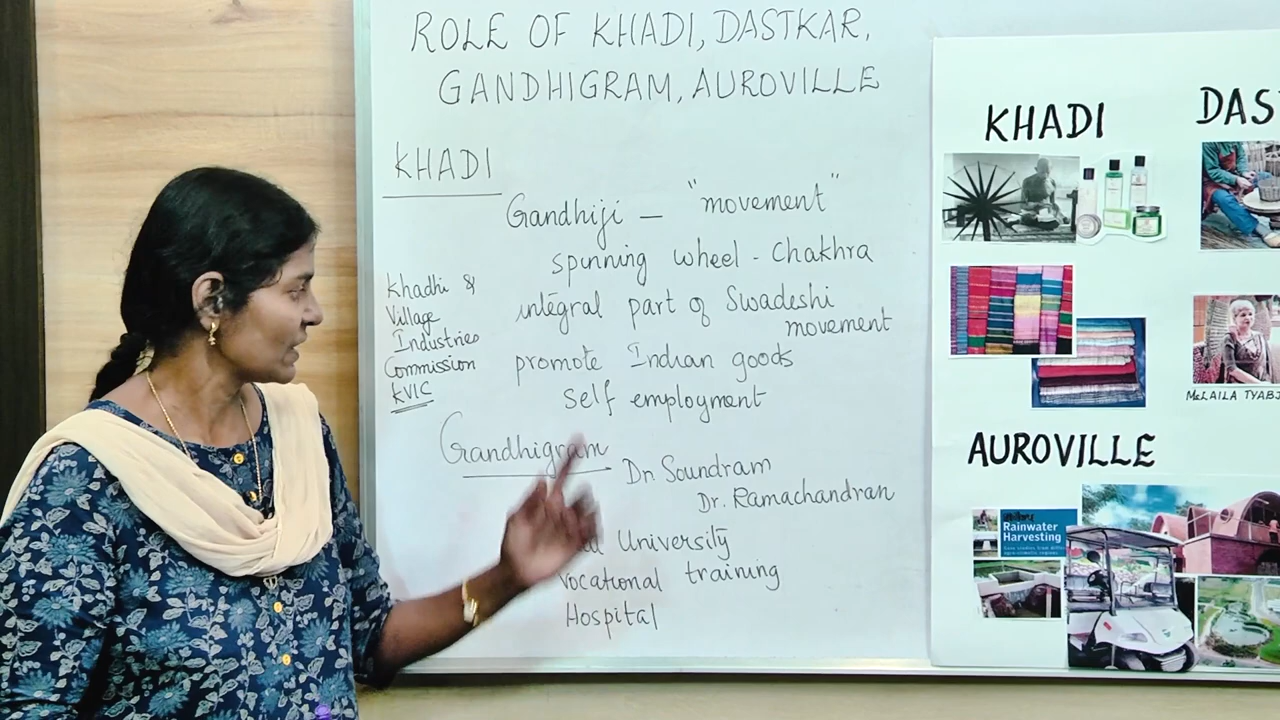 ROLE OF KHADI, DASTKAR,
GANDHIGRAM, AUROVILLE
KHADI
Gandhiji – "movement"
spinning wheel - Chakhra
integral part of Swadeshi
movement
promote Indian goods
self employment
Khadhi &
Village
Industries
Commission
KVIC
Gandhigram
Dr. Soundram
Dr. Ramachandran
University
Vocational training
Hospital
KHADI
DAS
Ms LAILA TYABJ
AUROVILLE
Rainwater
Harvesting